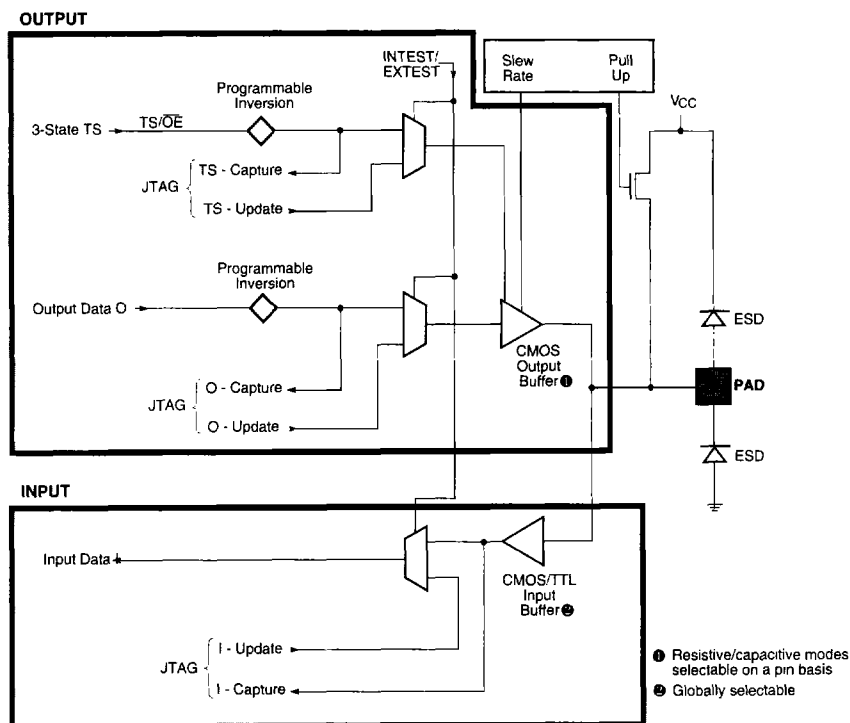 OUTPUT
INTEST/
EXTEST
Slew
Rate
Pull
Up
VCC
Programmable
Inversion
3-State TS
TS/OE
TS - Capture
JTAG
TS - Update
Programmable
Inversion
Output Data O
ESD
CMOS
Output
Buffer ❶
PAD
O - Capture
JTAG
O - Update
ESD
INPUT
Input Data I
CMOS/TTL
Input
Buffer ❷
I - Update
JTAG
I - Capture
❶ Resistive/capacitive modes
selectable on a pin basis
❷ Globally selectable